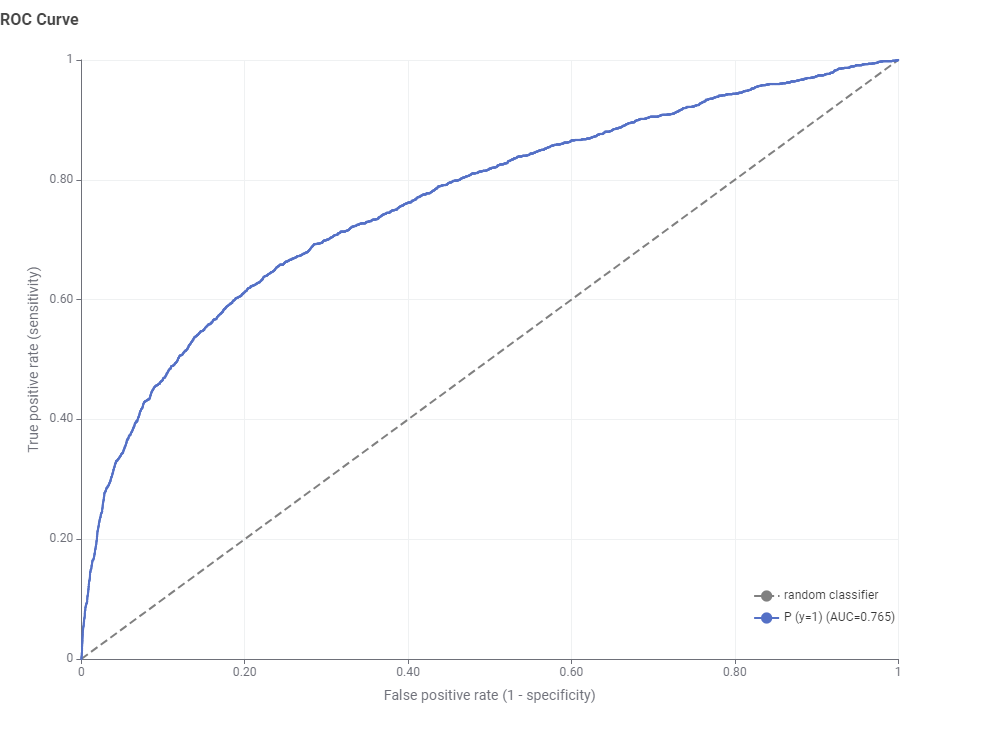 ROC Curve
1
0.80
0.60
0.40
0.20
0
True positive rate (sensitivity)
random classifier
P (y=1) (AUC=0.765)
0
0.20
0.40
0.60
0.80
1
False positive rate (1 - specificity)